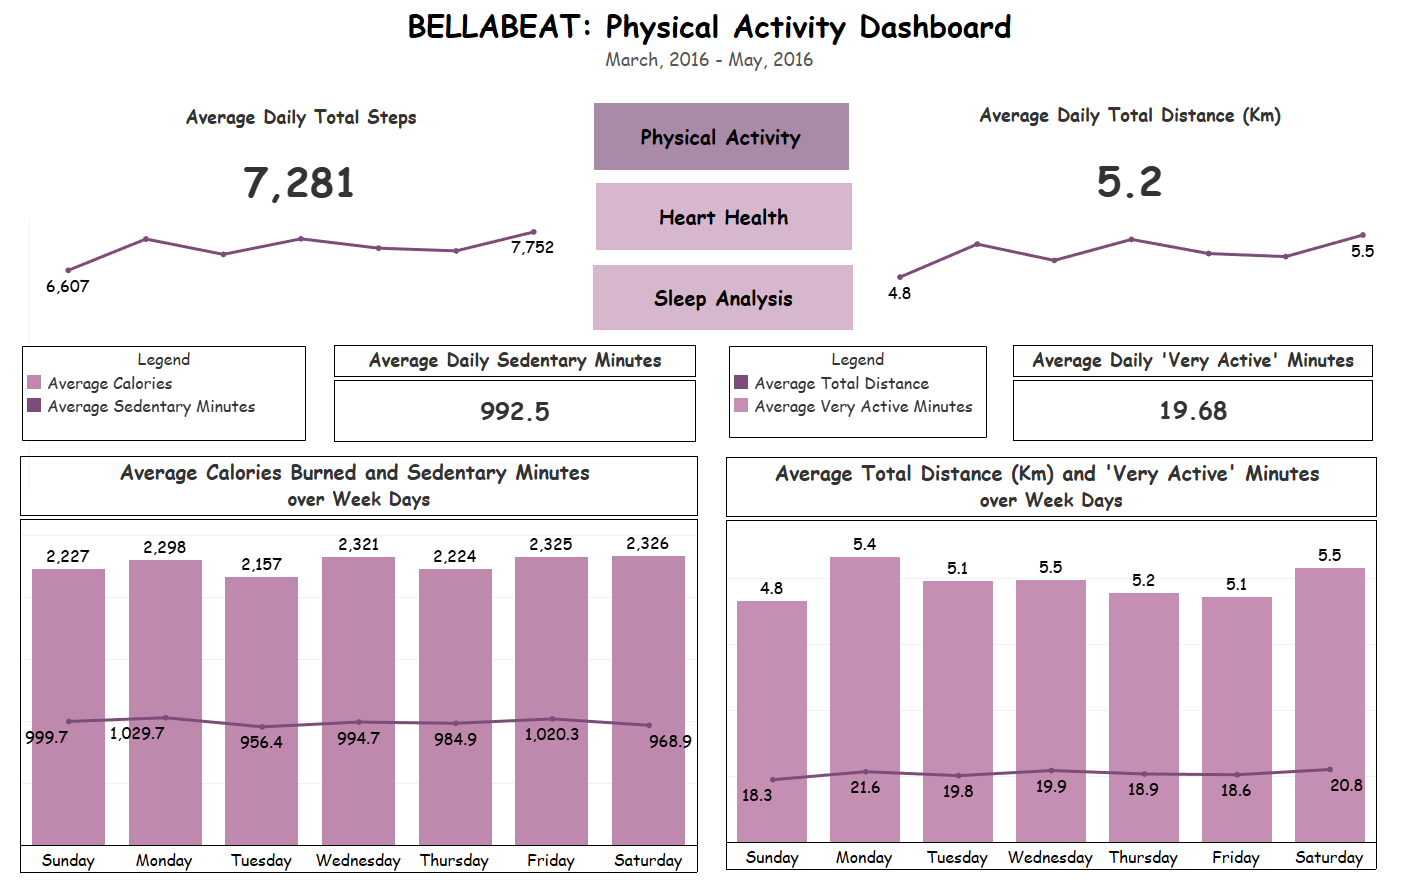 BELLABEAT: Physical Activity Dashboard
March, 2016 - May, 2016
Average Daily Total Steps
7,281
6,607
7,752
Physical Activity
Heart Health
Sleep Analysis
Average Daily Total Distance (Km)
5.2
4.8
5.5
Legend
Average Calories
Average Sedentary Minutes
Average Daily Sedentary Minutes
992.5
Legend
Average Total Distance
Average Very Active Minutes
Average Daily 'Very Active' Minutes
19.68
Average Calories Burned and Sedentary Minutes
over Week Days
2,227 2,298 2,157 2,321 2,224 2,325 2,326
999.7 1,029.7 956.4 994.7 984.9 1,020.3 968.9
Sunday Monday Tuesday Wednesday Thursday Friday Saturday
Average Total Distance (Km) and 'Very Active' Minutes
over Week Days
4.8 5.4 5.1 5.5 5.2 5.1 5.5
18.3 21.6 19.8 19.9 18.9 18.6 20.8
Sunday Monday Tuesday Wednesday Thursday Friday Saturday